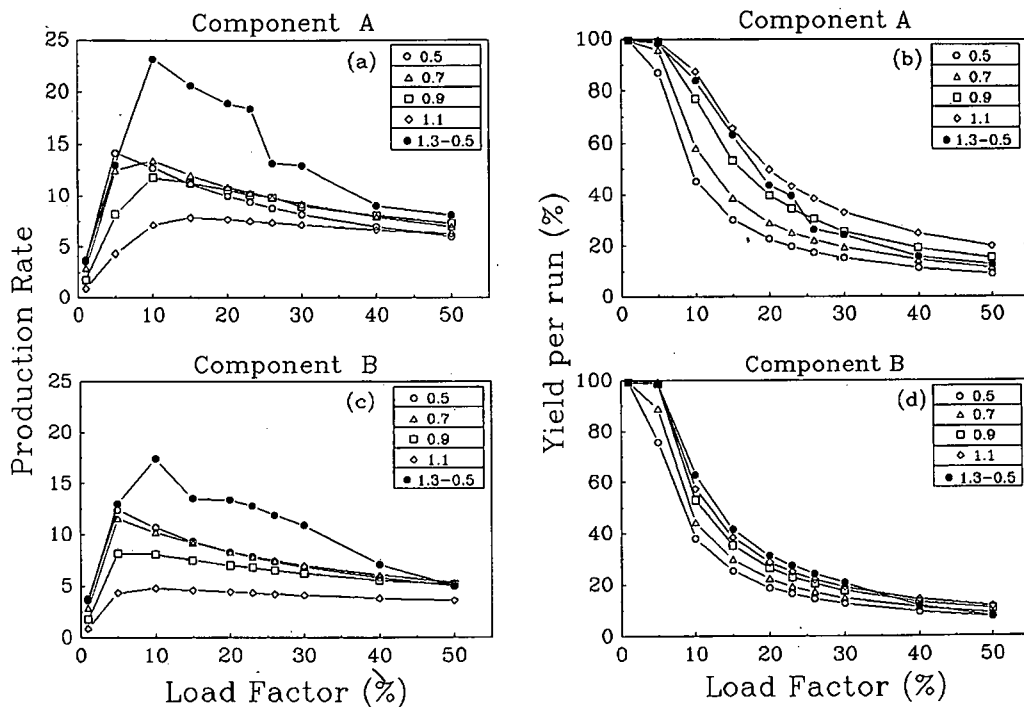 Component A
Production Rate
25
20
15
10
5
0
(a)
0.5
0.7
0.9
1.1
1.3-0.5
0 10 20 30 40 50
Component A
Yield per run (%)
100
80
60
40
20
0
(b)
0.5
0.7
0.9
1.1
1.3-0.5
0 10 20 30 40 50
Component B
25
20
15
10
5
0
(c)
0.5
0.7
0.9
1.1
1.3-0.5
0 10 20 30 40 50
Load Factor (%)
Component B
100
80
60
40
20
0
(d)
0.5
0.7
0.9
1.1
1.3-0.5
0 10 20 30 40 50
Load Factor (%)